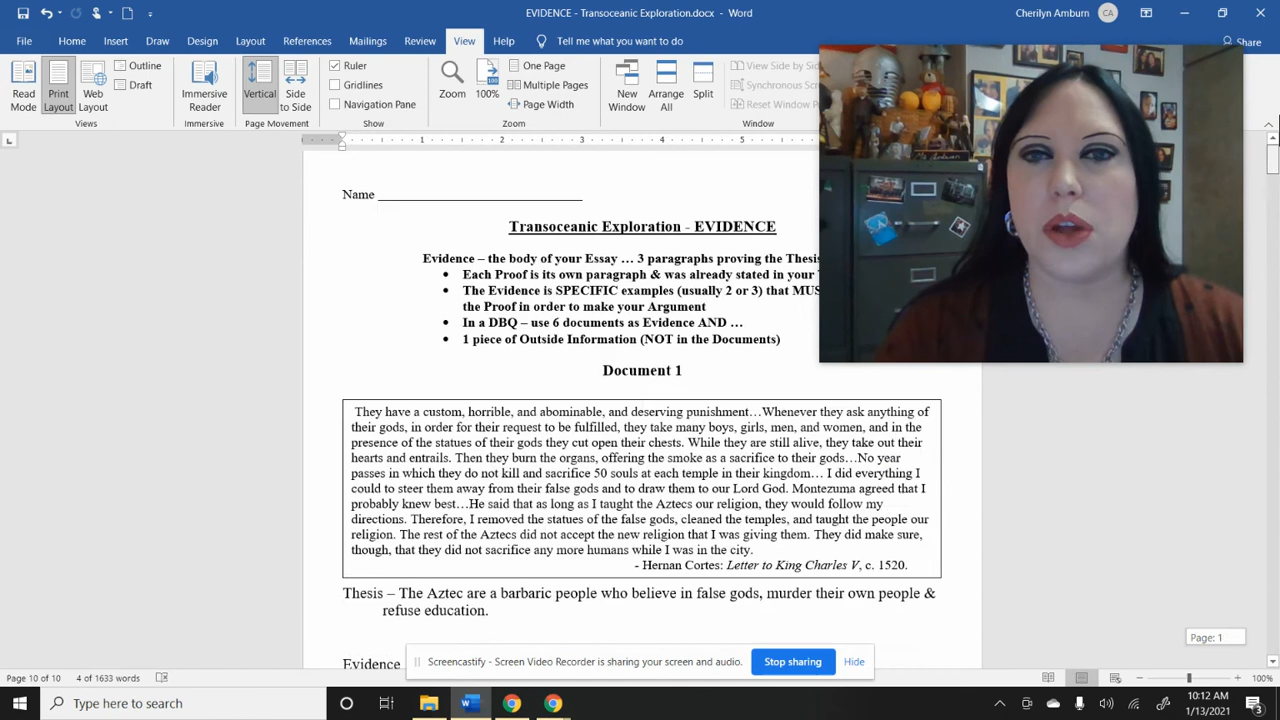 EVIDENCE - Transoceanic Exploration.docx - Word
Cherilyn Amburn CA
File Home Insert Draw Design Layout References Mailings Review View Help Tell me what you want to do Share
Read Mode
Print Layout
Web Layout
Outline
Draft
Views
Immersive Reader
Immersive
Vertical
Side to Side
Page Movement
Ruler
Gridlines
Navigation Pane
Show
Zoom
100%
One Page
Multiple Pages
Page Width
Zoom
New Window
Arrange All
Split
View Side by
Synchronous Scr
Reset Window P
Window
1 2 3 4 5
Name
Transoceanic Exploration - EVIDENCE
Evidence – the body of your Essay … 3 paragraphs proving the Thesis
• Each Proof is its own paragraph & was already stated in your
• The Evidence is SPECIFIC examples (usually 2 or 3) that MUS
the Proof in order to make your Argument
• In a DBQ – use 6 documents as Evidence AND …
• 1 piece of Outside Information (NOT in the Documents)
Document 1
They have a custom, horrible, and abominable, and deserving punishment…Whenever they ask anything of
their gods, in order for their request to be fulfilled, they take many boys, girls, men, and women, and in the
presence of the statues of their gods they cut open their chests. While they are still alive, they take out their
hearts and entrails. Then they burn the organs, offering the smoke as a sacrifice to their gods…No year
passes in which they do not kill and sacrifice 50 souls at each temple in their kingdom… I did everything I
could to steer them away from their false gods and to draw them to our Lord God. Montezuma agreed that I
probably knew best…He said that as long as I taught the Aztecs our religion, they would follow my
directions. Therefore, I removed the statues of the false gods, cleaned the temples, and taught the people our
religion. The rest of the Aztecs did not accept the new religion that I was giving them. They did make sure,
though, that they did not sacrifice any more humans while I was in the city.
- Hernan Cortes: Letter to King Charles V, c. 1520.
Thesis – The Aztec are a barbaric people who believe in false gods, murder their own people &
refuse education.
Evidence
Page: 1
Screencastify - Screen Video Recorder is sharing your screen and audio. Stop sharing Hide
Page 10 of 10 4 of 1633 words 100%
Type here to search
10:12 AM
1/13/2021
3